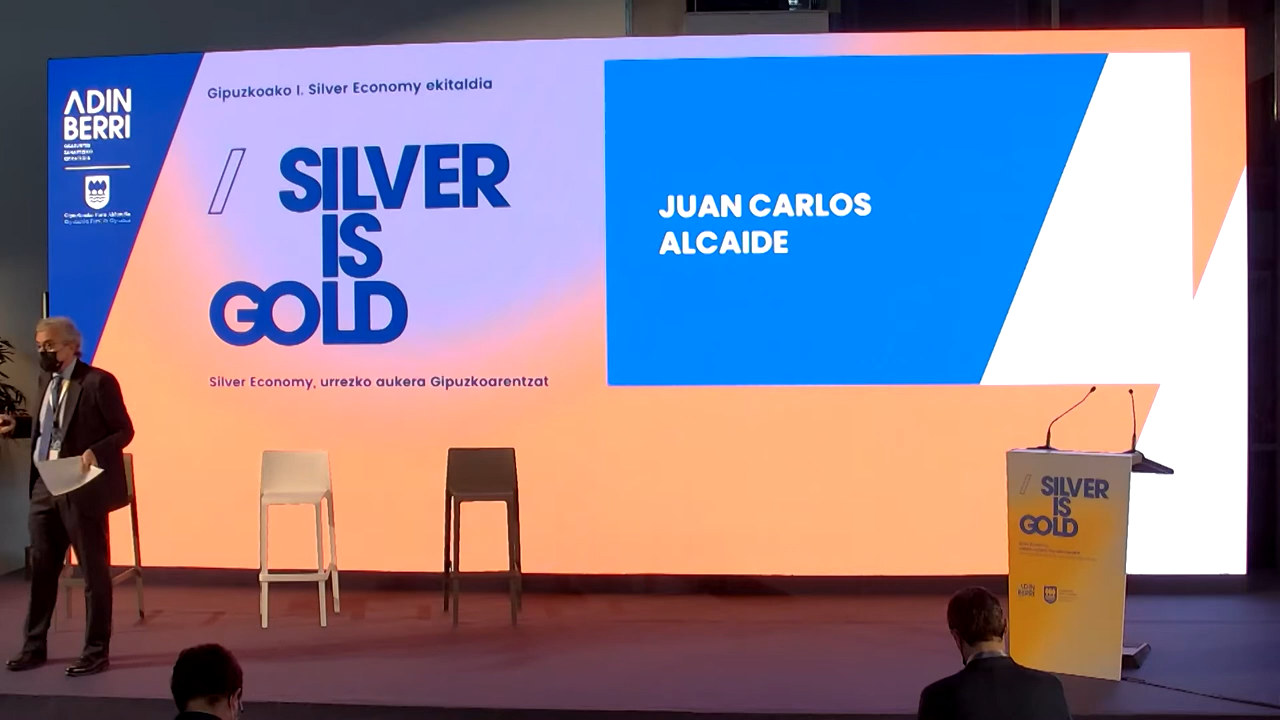 ADIN
BERRI
Gipuzkoako I. Silver Economy ekitaldia
/ SILVER
IS
GOLD
Silver Economy, urrezko aukera Gipuzkoarentzat
JUAN CARLOS
ALCAIDE
/ SILVER
IS
GOLD
ADIN
BERRI